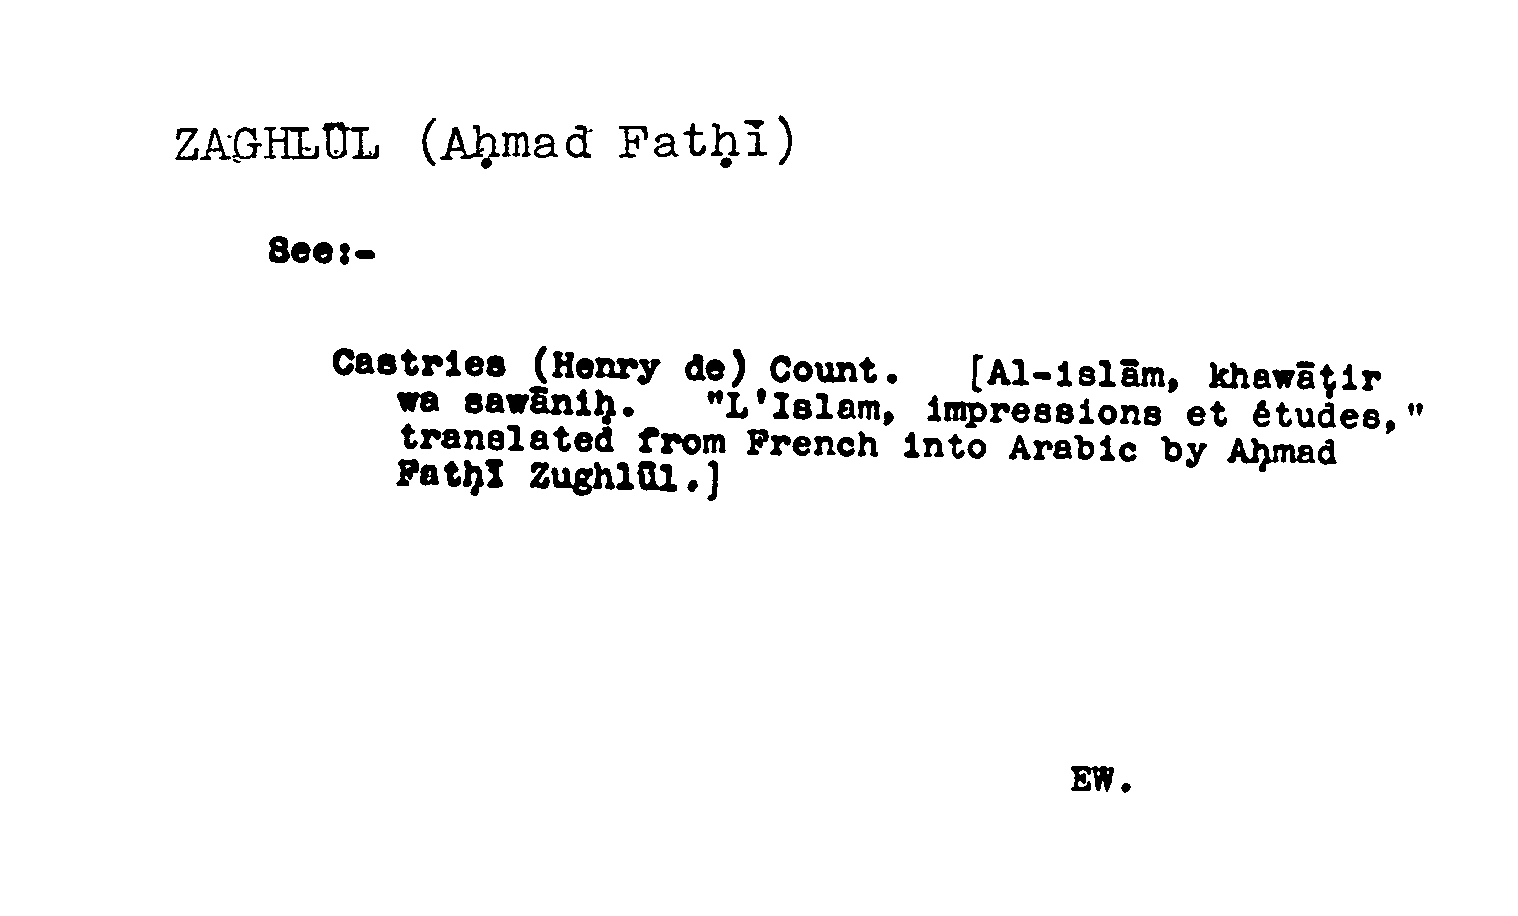 ZAGHLŪL (Aḥmad Fatḥī)
See:-
Castries (Henry de) Count. [Al-islām, khawāṭir
wa sawāniḥ. "L'Islam, impressions et études,"
translated from French into Arabic by Aḥmad
Fatḥī Zughlūl.]
EW.